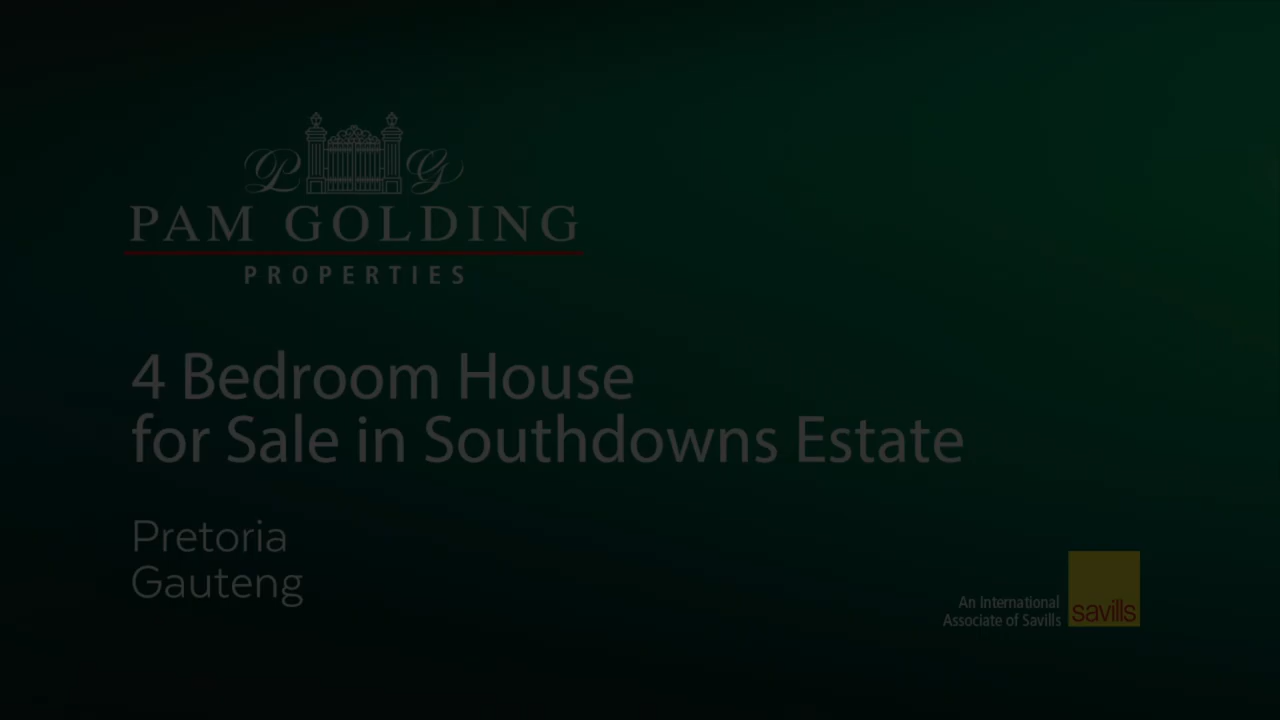 P G
PAM GOLDING
PROPERTIES
4 Bedroom House
for Sale in Southdowns Estate
Pretoria
Gauteng
An International
Associate of Savills
savills